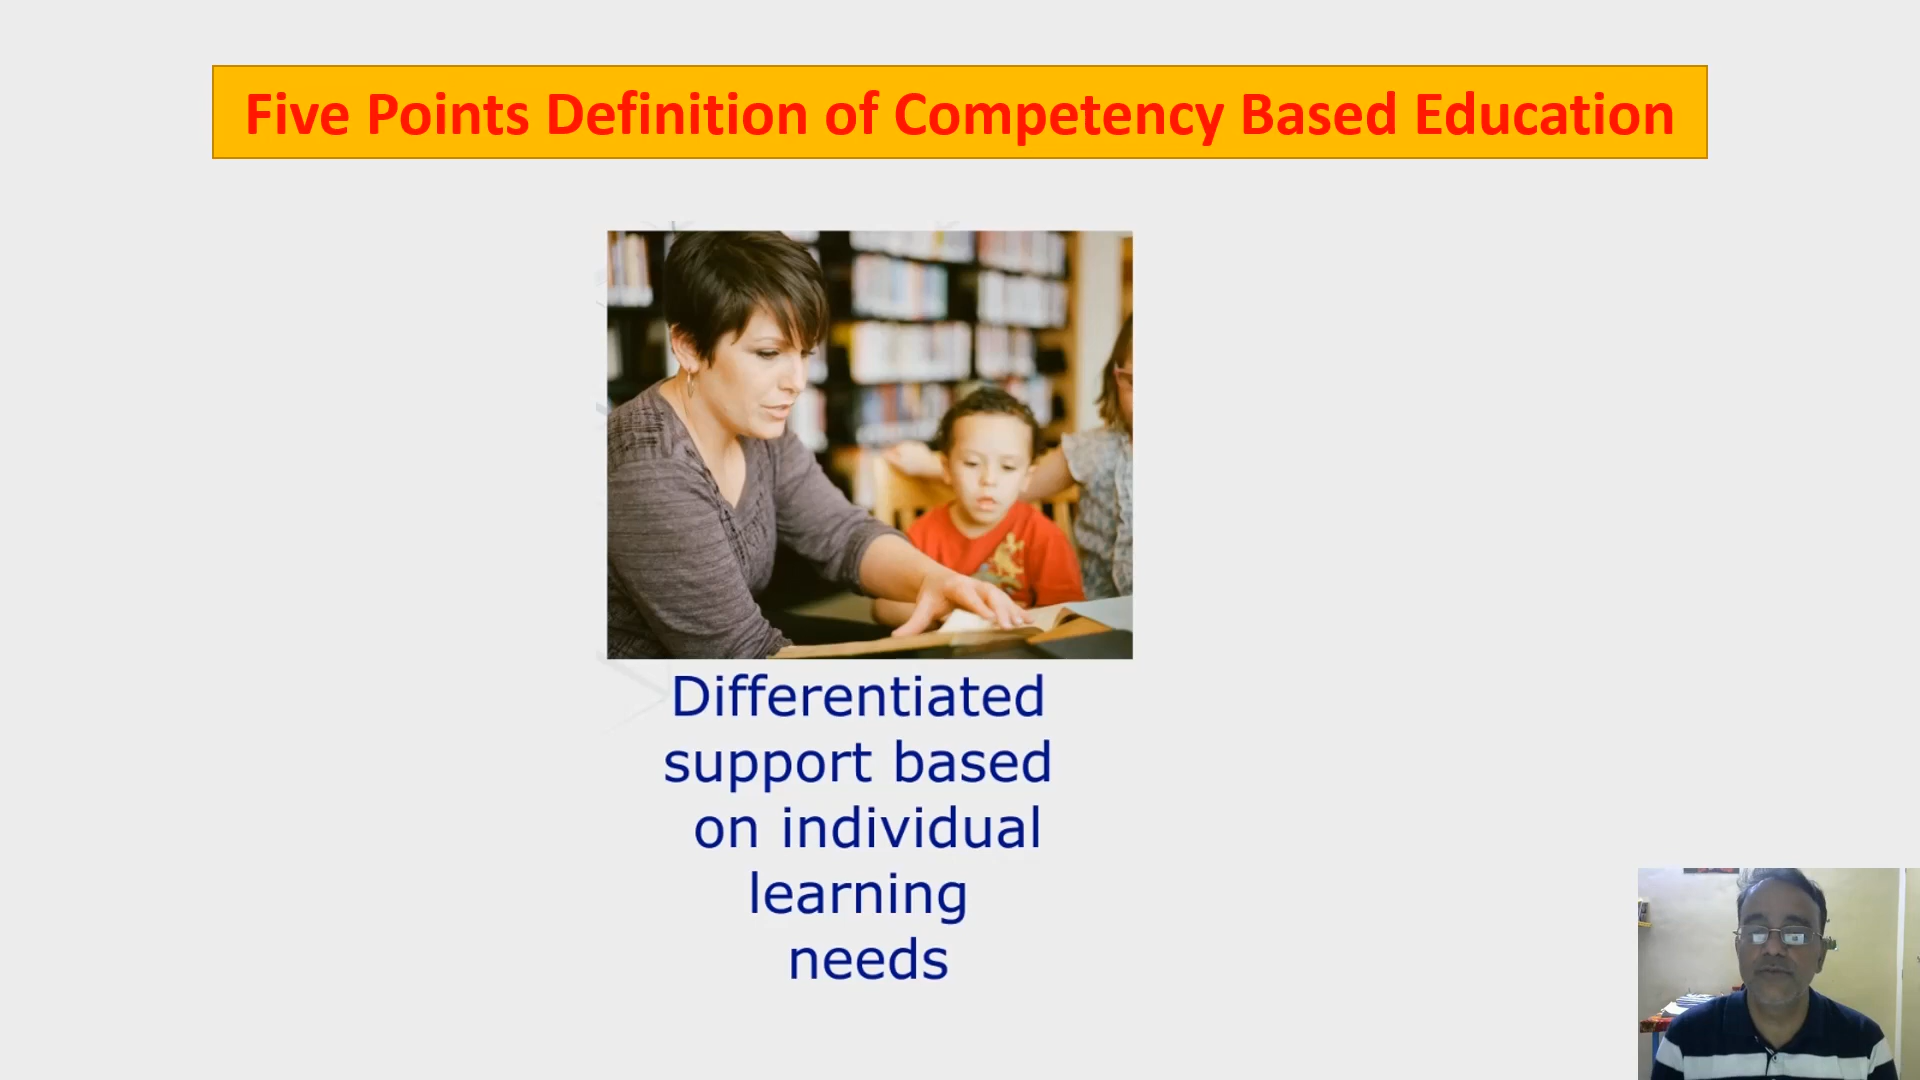 Five Points Definition of Competency Based Education
Differentiated
support based
on individual
learning
needs